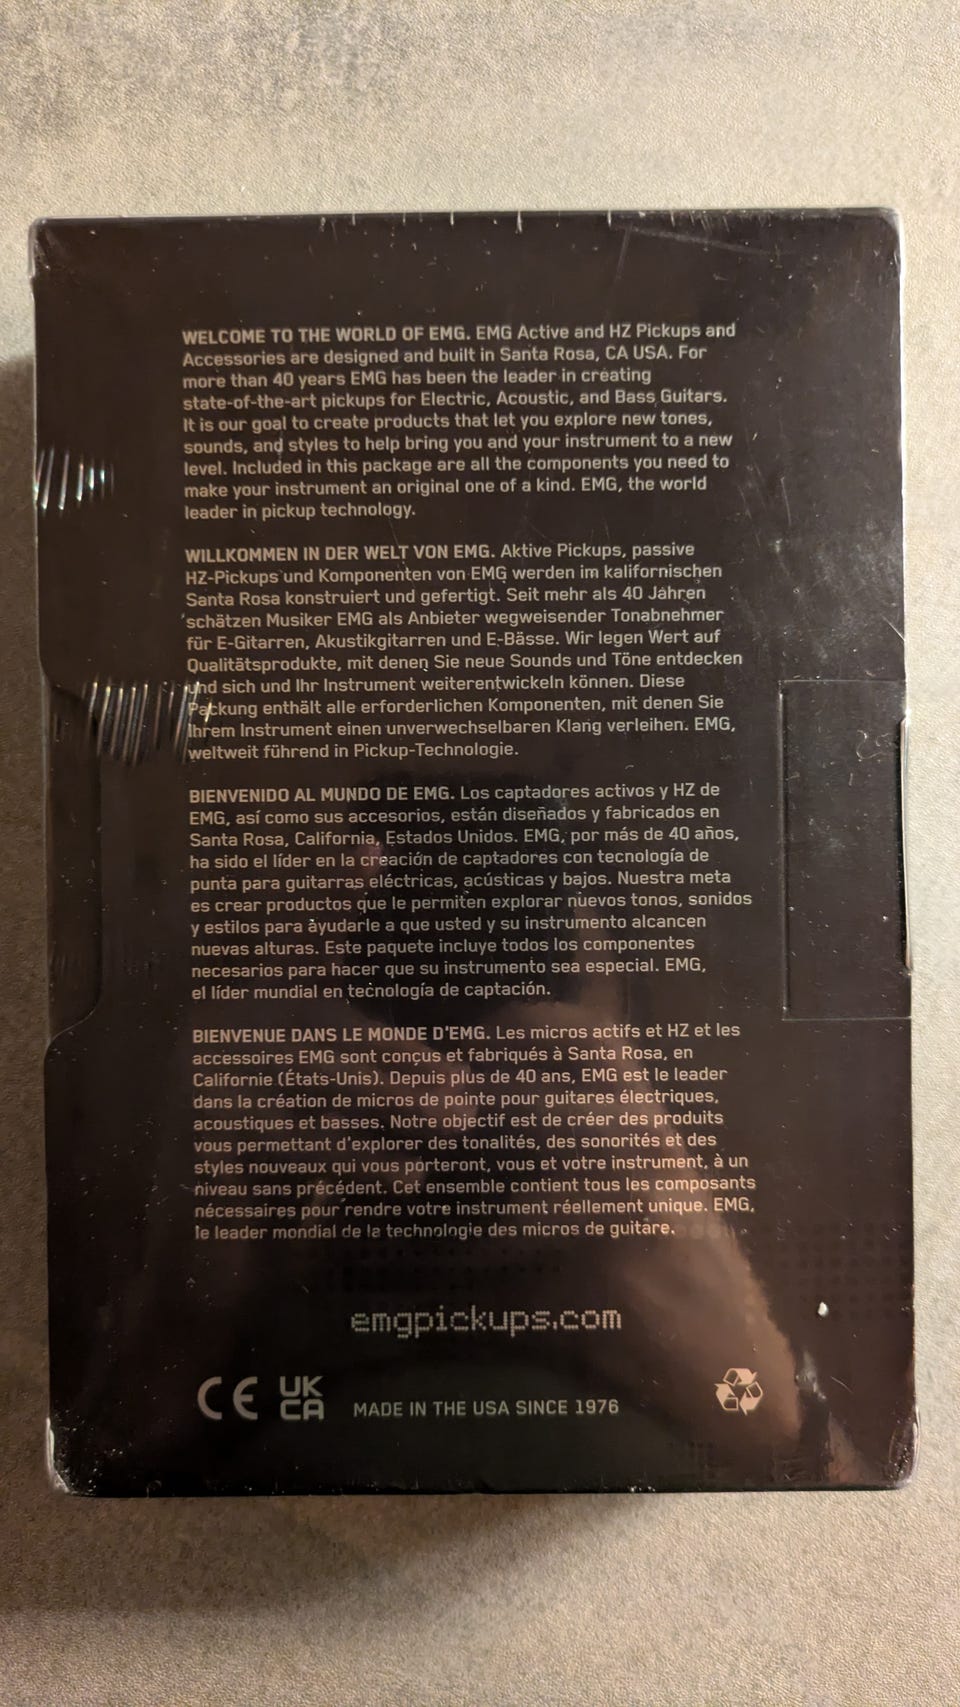 WELCOME TO THE WORLD OF EMG. EMG Active and HZ Pickups and
Accessories are designed and built in Santa Rosa, CA USA. For
more than 40 years EMG has been the leader in creating
state-of-the-art pickups for Electric, Acoustic, and Bass Guitars.
It is our goal to create products that let you explore new tones,
sounds, and styles to help bring you and your instrument to a new
level. Included in this package are all the components you need to
make your instrument an original one of a kind. EMG, the world
leader in pickup technology.
WILLKOMMEN IN DER WELT VON EMG. Aktive Pickups, passive
HZ-Pickups und Komponenten von EMG werden im kalifornischen
Santa Rosa konstruiert und gefertigt. Seit mehr als 40 Jahren
schätzen Musiker EMG als Anbieter wegweisender Tonabnehmer
für E-Gitarren, Akustikgitarren und E-Bässe. Wir legen Wert auf
Qualitätsprodukte, mit denen Sie neue Sounds und Töne entdecken
und sich und Ihr Instrument weiterentwickeln können. Diese
Packung enthält alle erforderlichen Komponenten, mit denen Sie
Ihrem Instrument einen unverwechselbaren Klang verleihen. EMG,
weltweit führend in Pickup-Technologie.
BIENVENIDO AL MUNDO DE EMG. Los captadores activos y HZ de
EMG, así como sus accesorios, están diseñados y fabricados en
Santa Rosa, California, Estados Unidos. EMG, por más de 40 años,
ha sido el líder en la creación de captadores con tecnología de
punta para guitarras eléctricas, acústicas y bajos. Nuestra meta
es crear productos que le permiten explorar nuevos tonos, sonidos
y estilos para ayudarle a que usted y su instrumento alcancen
nuevas alturas. Este paquete incluye todos los componentes
necesarios para hacer que su instrumento sea especial. EMG,
el líder mundial en tecnología de captación.
BIENVENUE DANS LE MONDE D'EMG. Les micros actifs et HZ et les
accessoires EMG sont conçus et fabriqués à Santa Rosa, en
Californie (États-Unis). Depuis plus de 40 ans, EMG est le leader
dans la création de micros de pointe pour guitares électriques,
acoustiques et basses. Notre objectif est de créer des produits
vous permettant d'explorer des tonalités, des sonorités et des
styles nouveaux qui vous porteront, vous et votre instrument, à un
niveau sans précédent. Cet ensemble contient tous les composants
nécessaires pour rendre votre instrument réellement unique. EMG,
le leader mondial de la technologie des micros de guitare.
emgpickups.com
CE UK CA MADE IN THE USA SINCE 1976